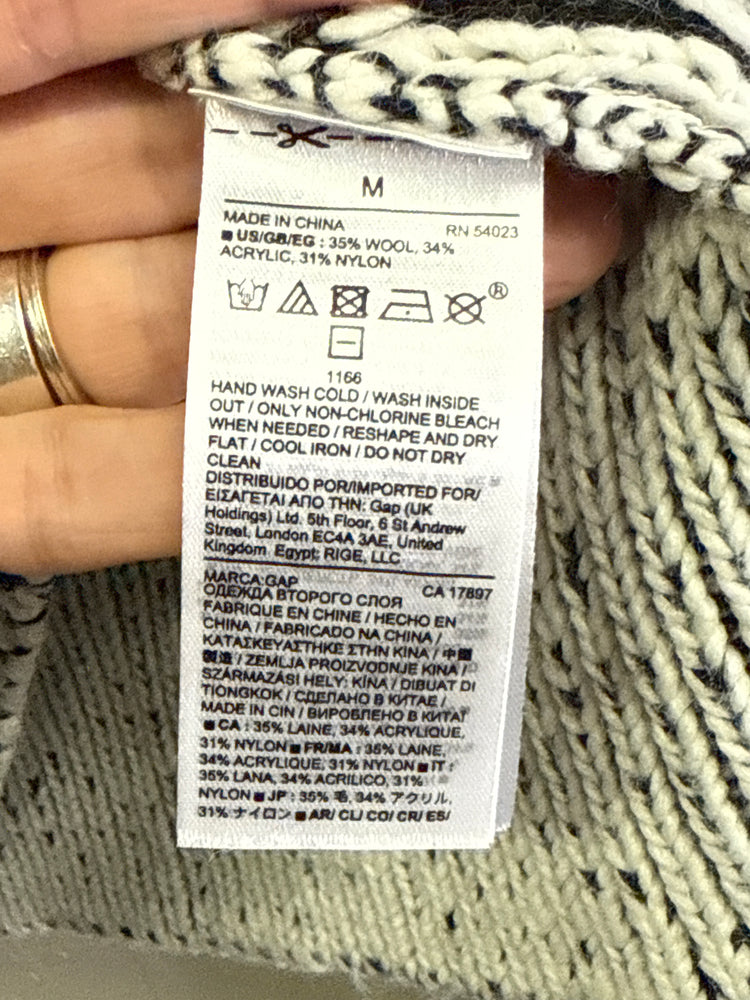 M
MADE IN CHINA RN 54023
■ US/GB/EG : 35% WOOL, 34%
ACRYLIC, 31% NYLON
®
1166
HAND WASH COLD / WASH INSIDE
OUT / ONLY NON-CHLORINE BLEACH
WHEN NEEDED / RESHAPE AND DRY
FLAT / COOL IRON / DO NOT DRY
CLEAN
DISTRIBUIDO POR/IMPORTED FOR/
ΕΙΣΑΓΕΤΑΙ ΑΠΟ ΤΗΝ: Gap (UK
Holdings) Ltd. 5th Floor, 6 St Andrew
Street, London EC4A 3AE, United
Kingdom Egypt: RIGE, LLC
MARCA:GAP CA 17897
ОДЕЖДА ВТОРОГО СЛОЯ
FABRIQUE EN CHINE / HECHO EN
CHINA / FABRICADO NA CHINA /
ΚΑΤΑΣΚΕΥΑΣΤΗΚΕ ΣΤΗΝ ΚΙΝΑ / 中國
製造 / ZEMLJA PROIZVODNJE KINA /
SZÁRMAZÁSI HELY: KÍNA / DIBUAT DI
TIONGKOK / СДЕЛАНО В КИТАЕ /
MADE IN CIN / ВИРОБЛЕНО В КИТАЇ
■ CA : 35% LAINE, 34% ACRYLIQUE,
31% NYLON ■ FR/MA : 35% LAINE,
34% ACRYLIQUE, 31% NYLON ■ IT :
35% LANA, 34% ACRILICO, 31%
NYLON ■ JP : 35% 毛, 34% アクリル,
31% ナイロン ■ AR/ CL/ CO/ CR/ ES/